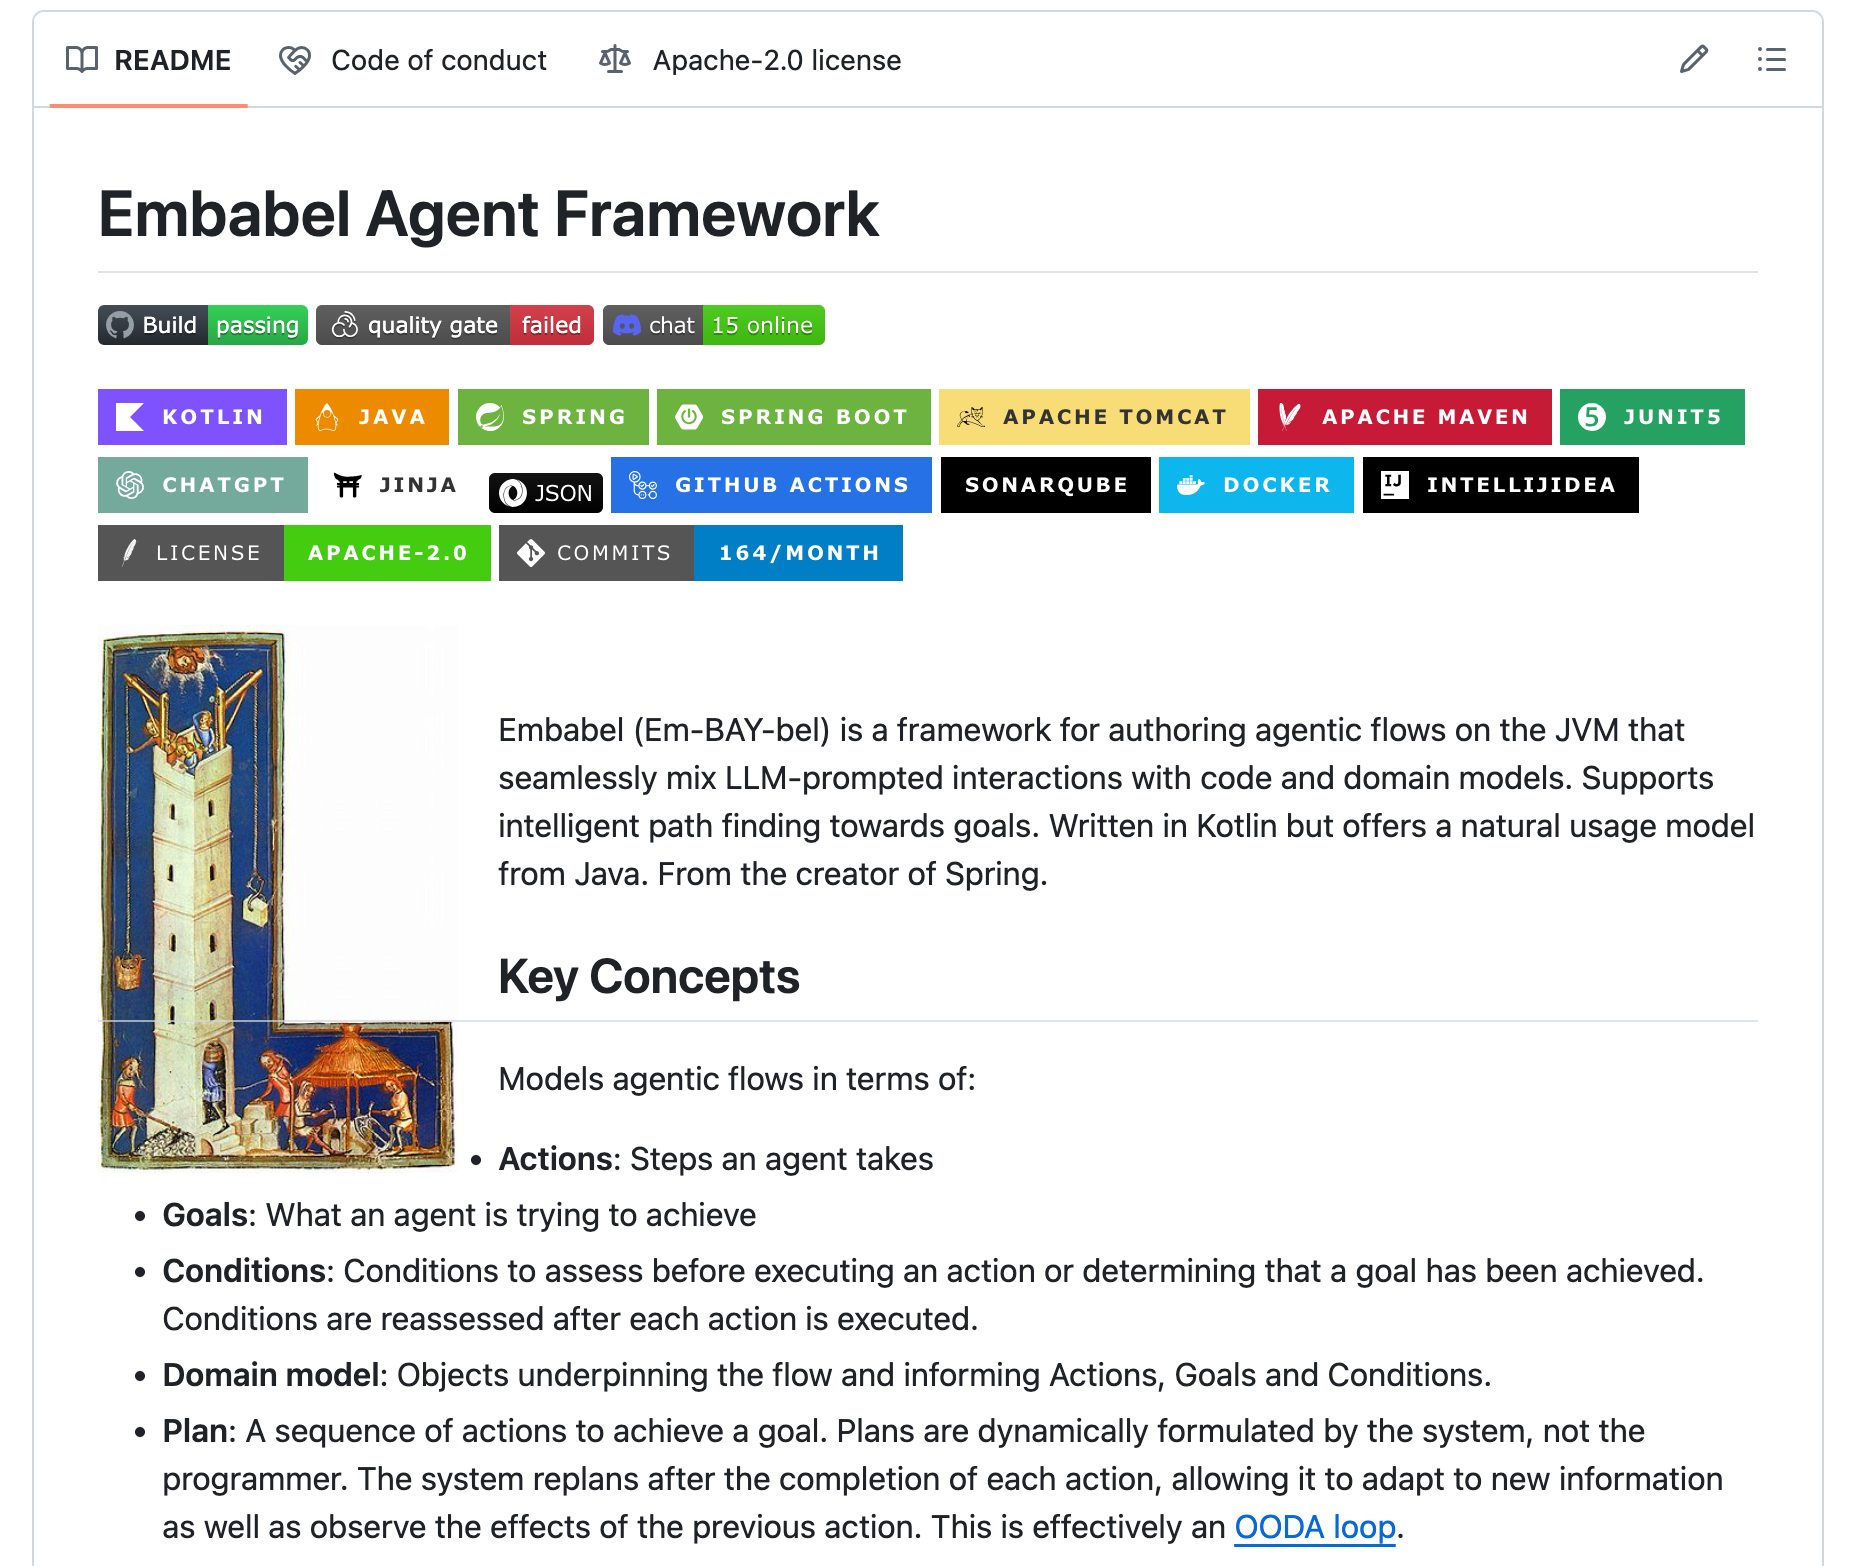 README
Code of conduct
Apache-2.0 license
Embabel Agent Framework
Build passing
quality gate failed
chat 15 online
KOTLIN
JAVA
SPRING
SPRING BOOT
APACHE TOMCAT
APACHE MAVEN
5 JUNIT5
CHATGPT
JINJA
JSON
GITHUB ACTIONS
SONARQUBE
DOCKER
IJ INTELLIJIDEA
LICENSE APACHE-2.0
COMMITS 164/MONTH
Embabel (Em-BAY-bel) is a framework for authoring agentic flows on the JVM that
seamlessly mix LLM-prompted interactions with code and domain models. Supports
intelligent path finding towards goals. Written in Kotlin but offers a natural usage model
from Java. From the creator of Spring.
Key Concepts
Models agentic flows in terms of:
• Actions: Steps an agent takes
• Goals: What an agent is trying to achieve
• Conditions: Conditions to assess before executing an action or determining that a goal has been achieved.
Conditions are reassessed after each action is executed.
• Domain model: Objects underpinning the flow and informing Actions, Goals and Conditions.
• Plan: A sequence of actions to achieve a goal. Plans are dynamically formulated by the system, not the
programmer. The system replans after the completion of each action, allowing it to adapt to new information
as well as observe the effects of the previous action. This is effectively an OODA loop.